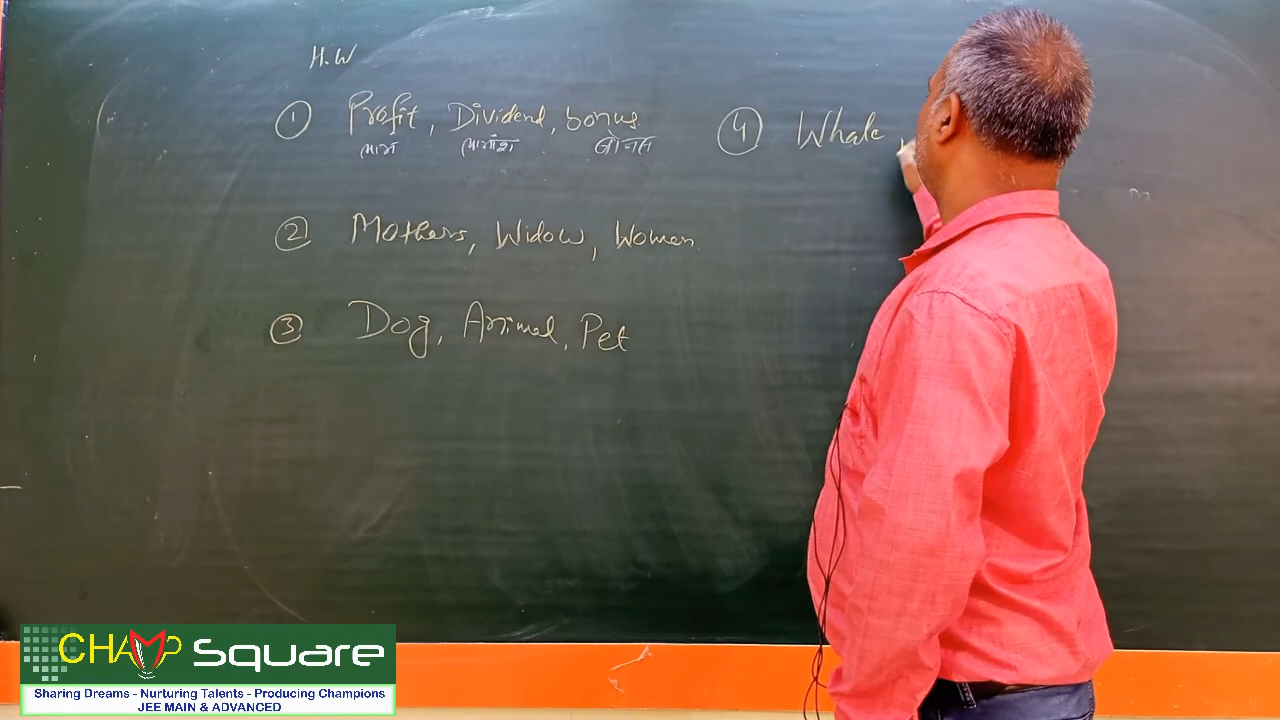 H.W
① Profit, Dividend, bonus.
लाभ लाभांश बोनस
② Mothers, Widow, Women.
③ Dog, Animal, Pet
④ Whale
CHAMP Square
Sharing Dreams - Nurturing Talents - Producing Champions
JEE MAIN & ADVANCED